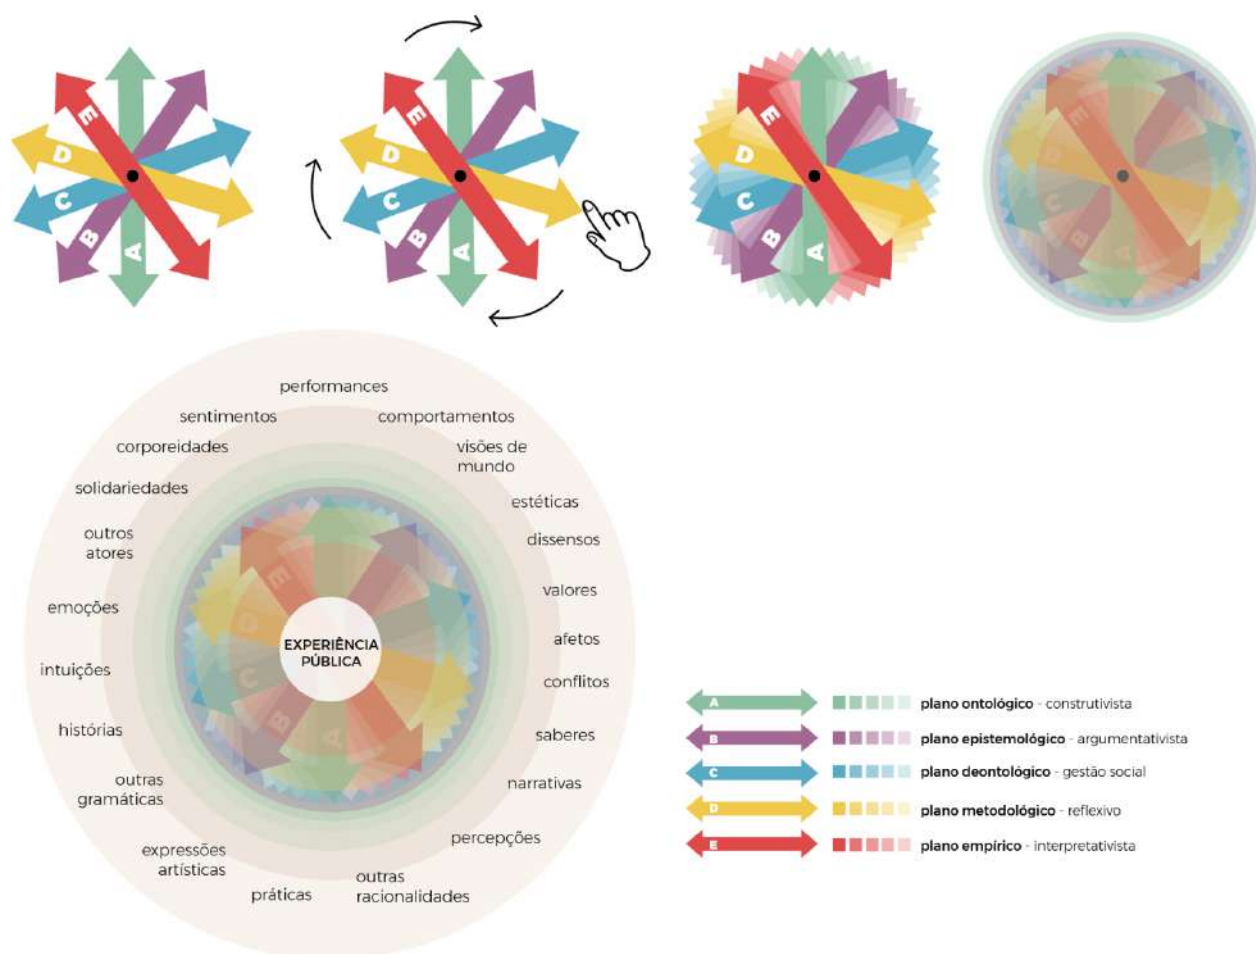 E
D
C
B
A
E
D
C
B
A
E
D
C
B
A
E
D
C
B
A
performances
sentimentos
comportamentos
corporeidades
visões de
mundo
solidariedades
estéticas
outros
atores
dissensos
emoções
valores
intuições
afetos
conflitos
histórias
saberes
outras
gramáticas
narrativas
expressões
artísticas
percepções
práticas
outras
racionalidades
E
D
C
B
A
EXPERIÊNCIA
PÚBLICA
A plano ontológico - construtivista
B plano epistemológico - argumentativista
C plano deontológico - gestão social
D plano metodológico - reflexivo
E plano empírico - interpretativista